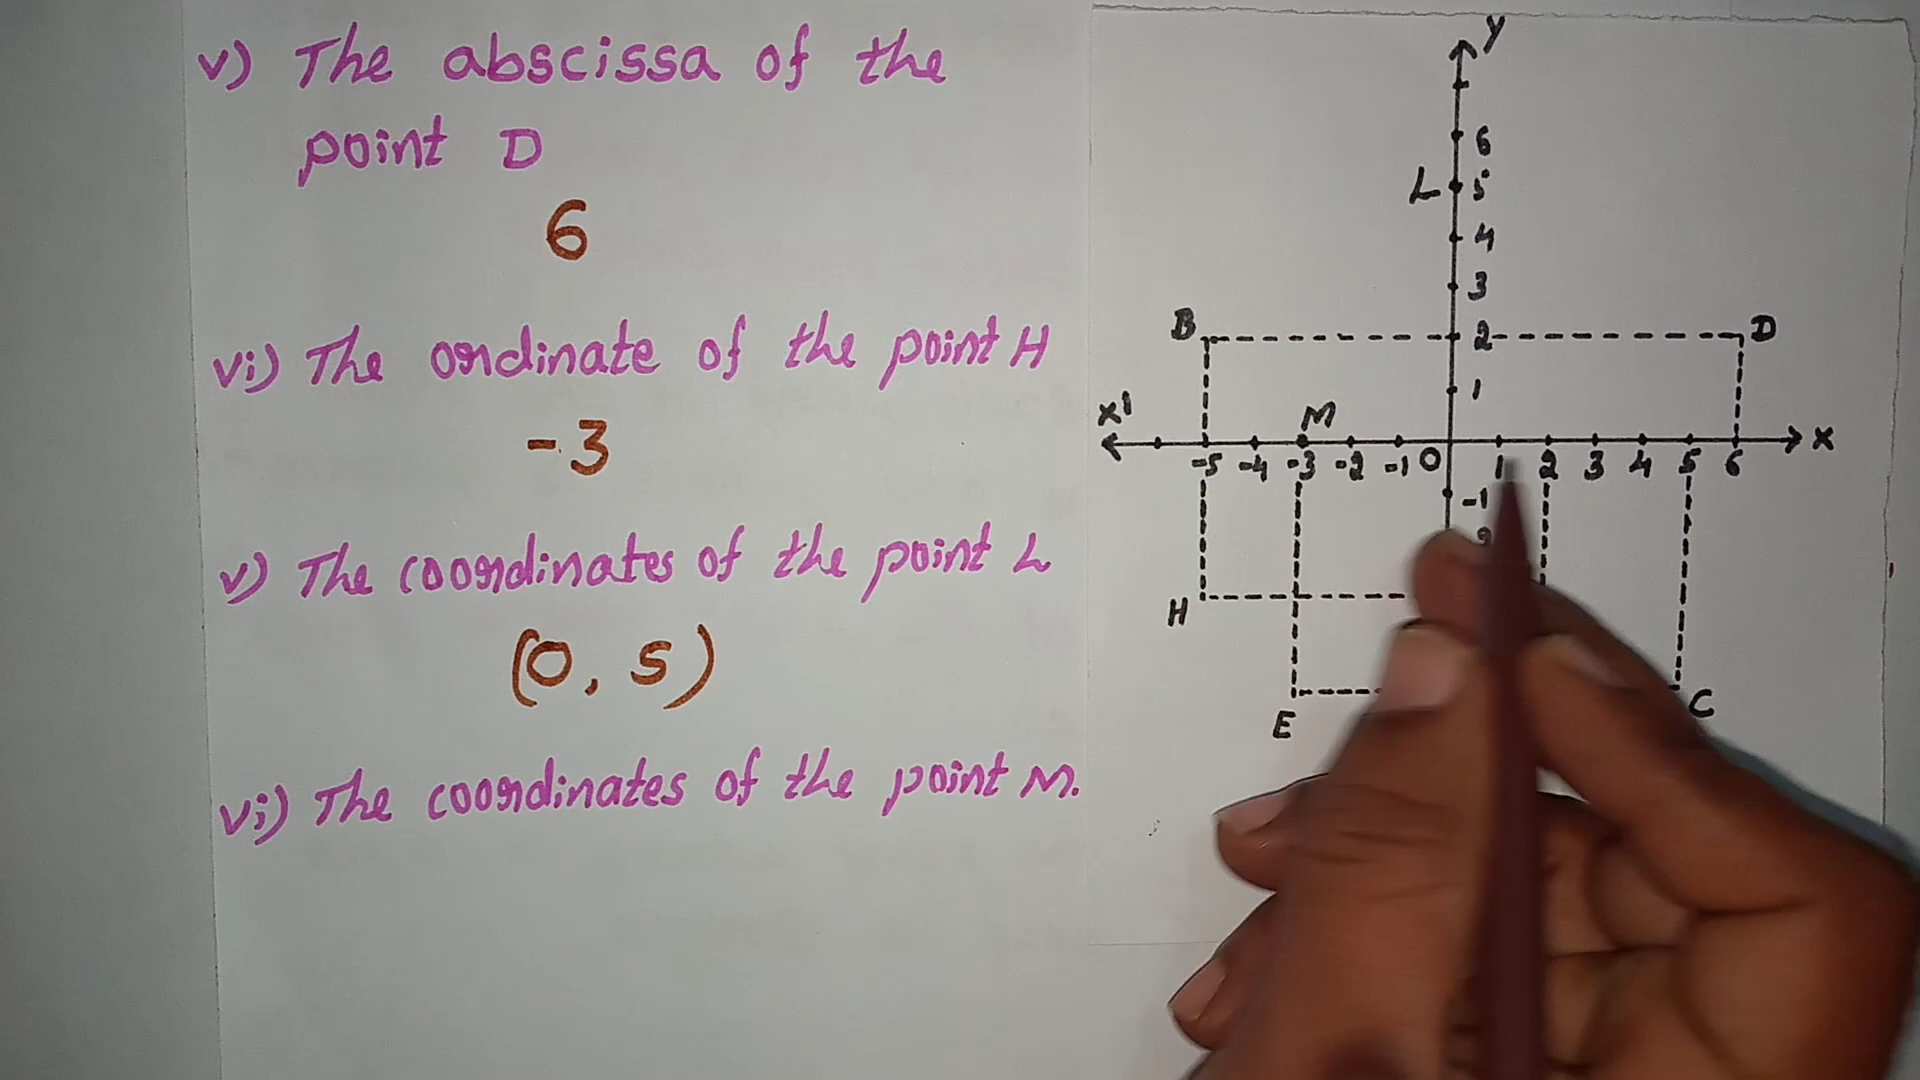 v) The abscissa of the
point D
6
vi) The ordinate of the point H
-3
v) The coordinates of the point L
(0, 5)
vi) The coordinates of the point M.
Y
6
L 5
4
3
B 2 D
1
X' M X
-5 -4 -3 -2 -1 O 1 2 3 4 5 6
-1
H
E C